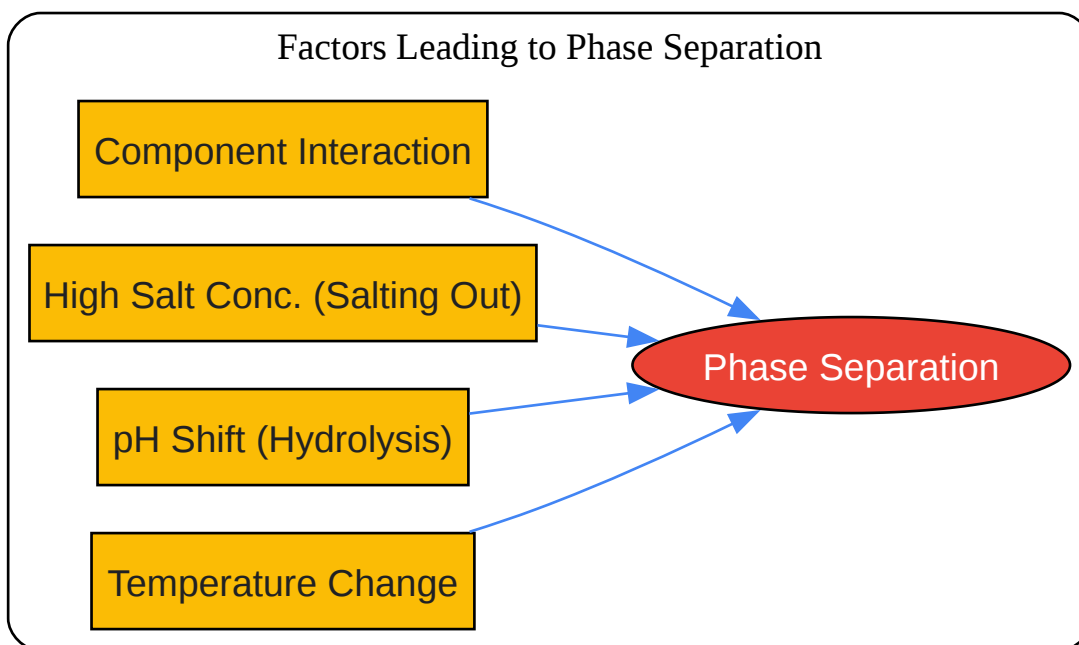 Factors Leading to Phase Separation
Component Interaction
High Salt Conc. (Salting Out)
Phase Separation
pH Shift (Hydrolysis)
Temperature Change